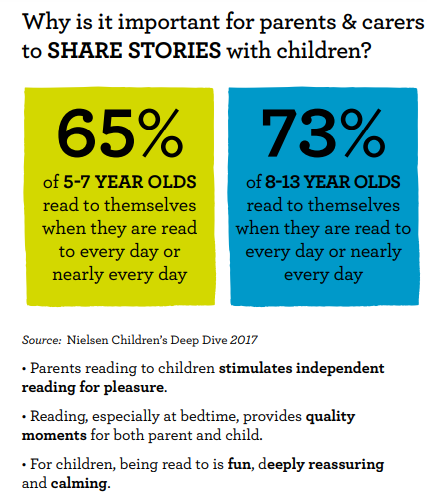 Why is it important for parents & carers
to SHARE STORIES with children?
65%
of 5-7 YEAR OLDS
read to themselves
when they are read
to every day or
nearly every day
73%
of 8-13 YEAR OLDS
read to themselves
when they are read to
every day or nearly
every day
Source: Nielsen Children's Deep Dive 2017
• Parents reading to children stimulates independent
reading for pleasure.
• Reading, especially at bedtime, provides quality
moments for both parent and child.
• For children, being read to is fun, deeply reassuring
and calming.